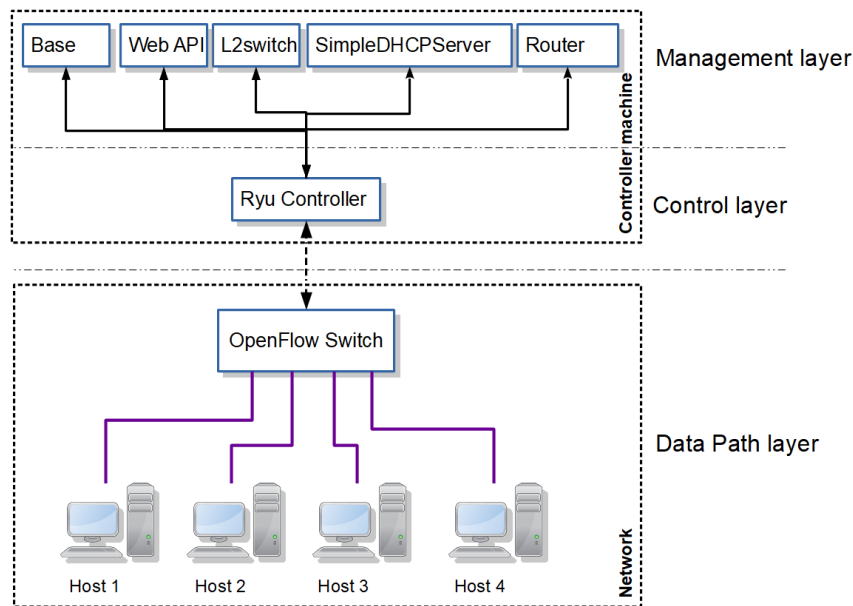 Base
Web API
L2switch
SimpleDHCPServer
Router
Management layer
Controller machine
Ryu Controller
Control layer
OpenFlow Switch
Data Path layer
Host 1
Host 2
Host 3
Host 4
Network